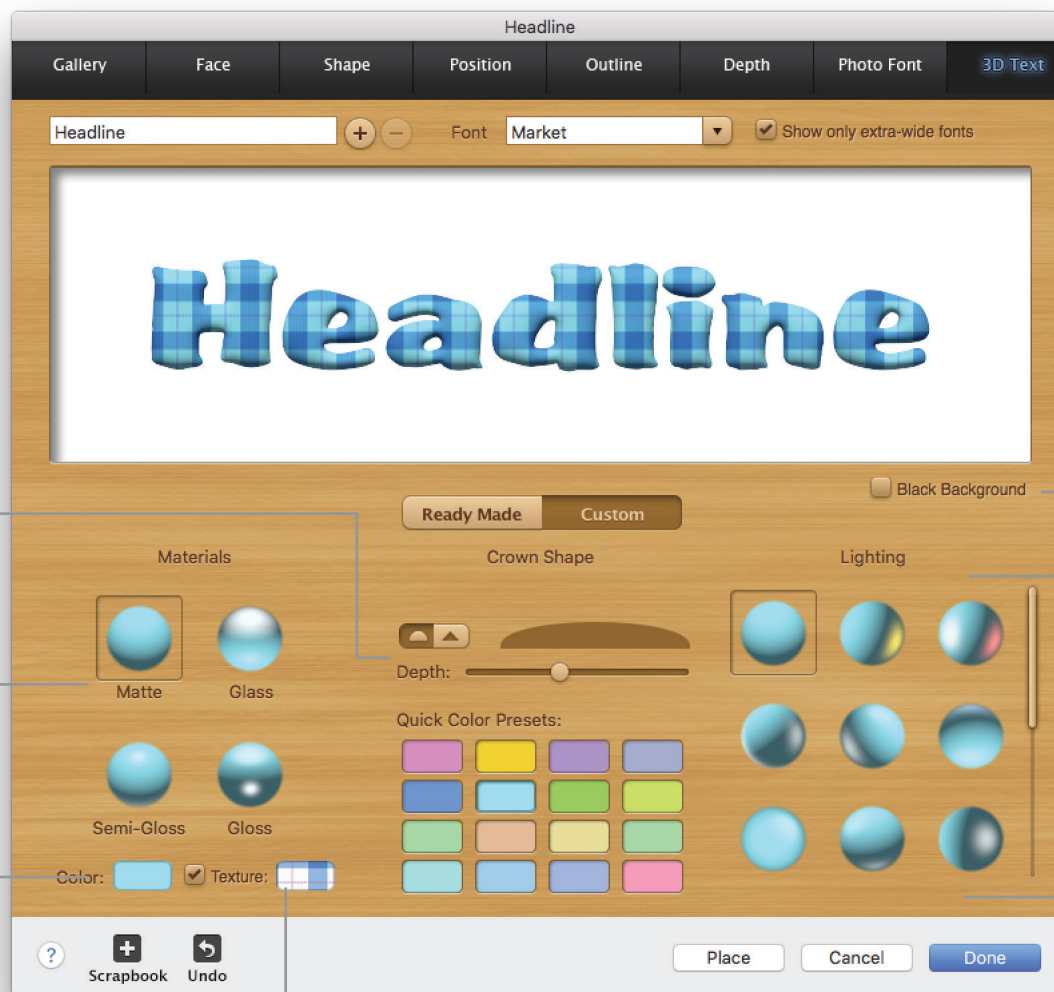 Headline
Gallery Face Shape Position Outline Depth Photo Font 3D Text
Headline + − Font Market Show only extra-wide fonts
Headline
Black Background
Ready Made Custom
Materials Crown Shape Lighting
Matte Glass
Depth:
Quick Color Presets:
Semi-Gloss Gloss
Color: Texture:
? Scrapbook Undo Place Cancel Done